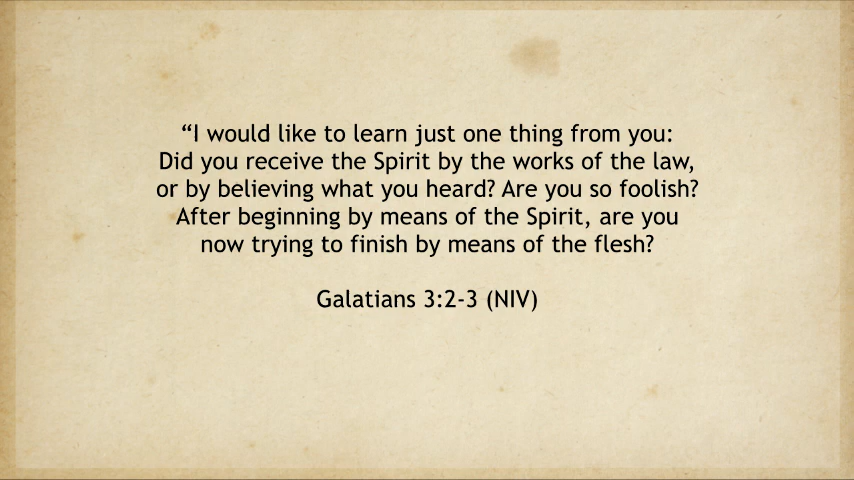 “I would like to learn just one thing from you:
Did you receive the Spirit by the works of the law,
or by believing what you heard? Are you so foolish?
After beginning by means of the Spirit, are you
now trying to finish by means of the flesh?
Galatians 3:2-3 (NIV)